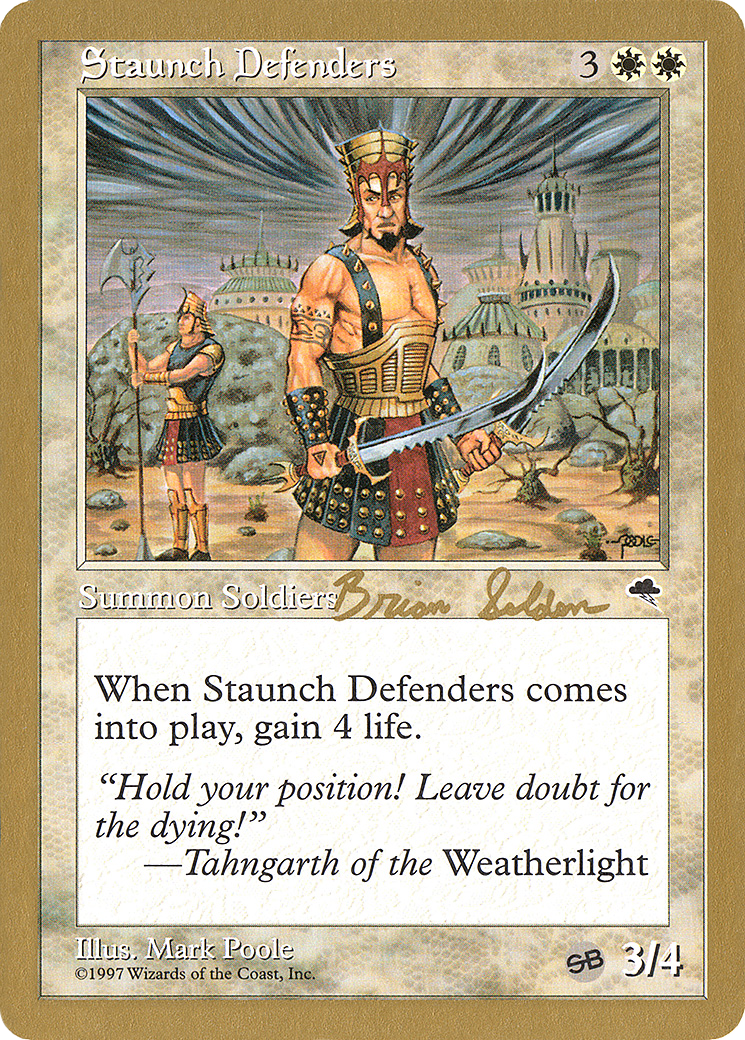 Staunch Defenders 3
POOLE
Summon Soldiers Brian Seldon
When Staunch Defenders comes
into play, gain 4 life.
“Hold your position! Leave doubt for
the dying!”
—Tahngarth of the Weatherlight
Illus. Mark Poole
©1997 Wizards of the Coast, Inc.
SB 3/4